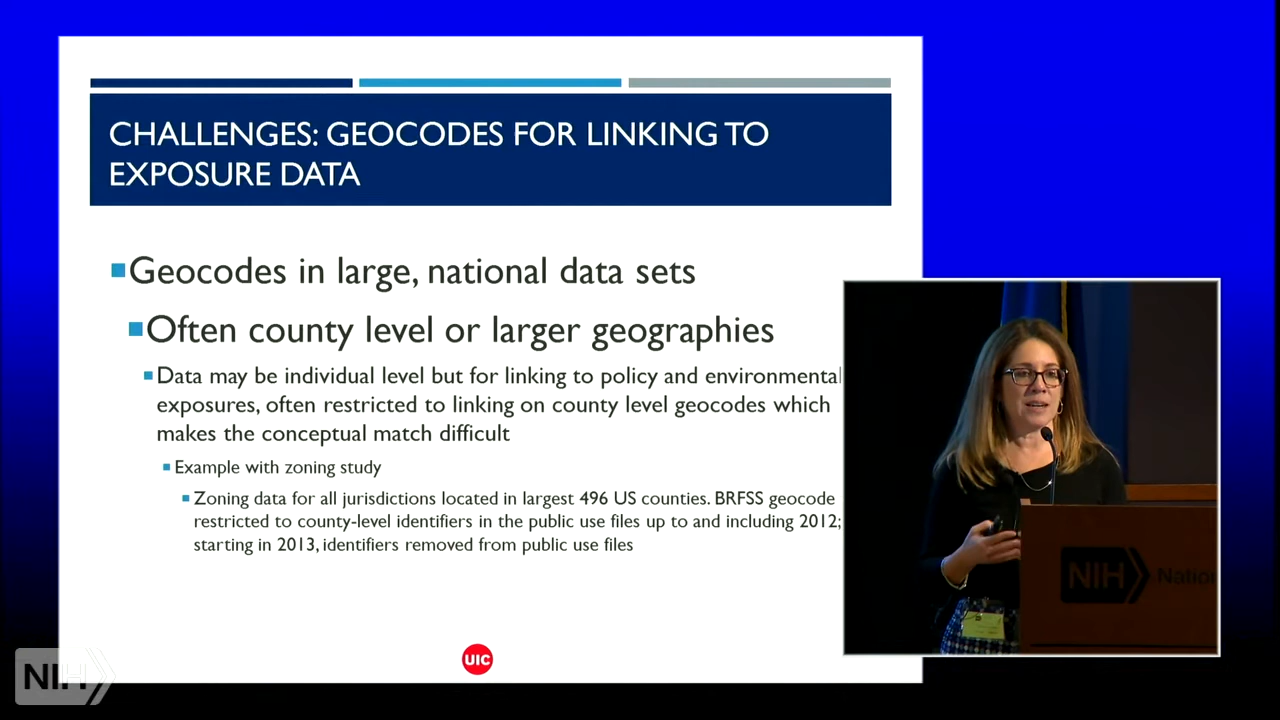 CHALLENGES: GEOCODES FOR LINKING TO
EXPOSURE DATA
Geocodes in large, national data sets
Often county level or larger geographies
Data may be individual level but for linking to policy and environmental
exposures, often restricted to linking on county level geocodes which
makes the conceptual match difficult
Example with zoning study
Zoning data for all jurisdictions located in largest 496 US counties. BRFSS geocode
restricted to county-level identifiers in the public use files up to and including 2012;
starting in 2013, identifiers removed from public use files
UIC
NIH
NIH Nation